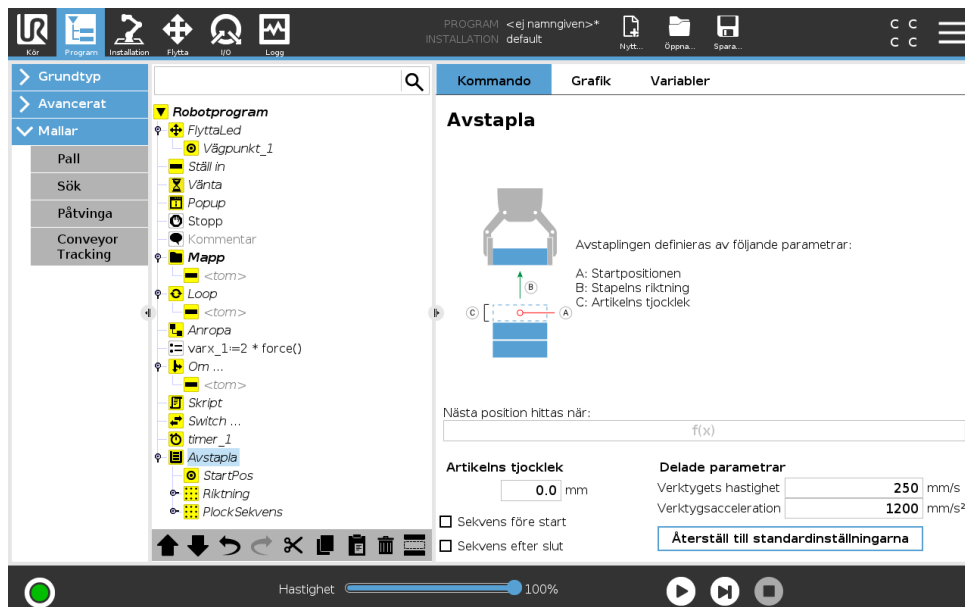 PROGRAM <ej namngiven>*
INSTALLATION default
UR
Kör
Program
Installation
Flytta
I/O
Logg
Nytt...
Öppna...
Spara...
C C
C C
Grundtyp
Avancerat
Mallar
Pall
Sök
Påtvinga
Conveyor
Tracking
Robotprogram
FlyttaLed
Vägpunkt_1
Ställ in
Vänta
Popup
Stopp
Kommentar
Mapp
<tom>
Loop
<tom>
Anropa
varx_1≔2 * force()
Om ...
<tom>
Skript
Switch ...
timer_1
Avstapla
StartPos
Riktning
PlockSekvens
Kommando
Grafik
Variabler
Avstapla
B
C
A
Avstaplingen definieras av följande parametrar:
A: Startpositionen
B: Stapelns riktning
C: Artikelns tjocklek
Nästa position hittas när:
f(x)
Artikelns tjocklek
0.0 mm
Sekvens före start
Sekvens efter slut
Delade parametrar
Verktygets hastighet 250 mm/s
Verktygsacceleration 1200 mm/s²
Återställ till standardinställningarna
Hastighet 100%